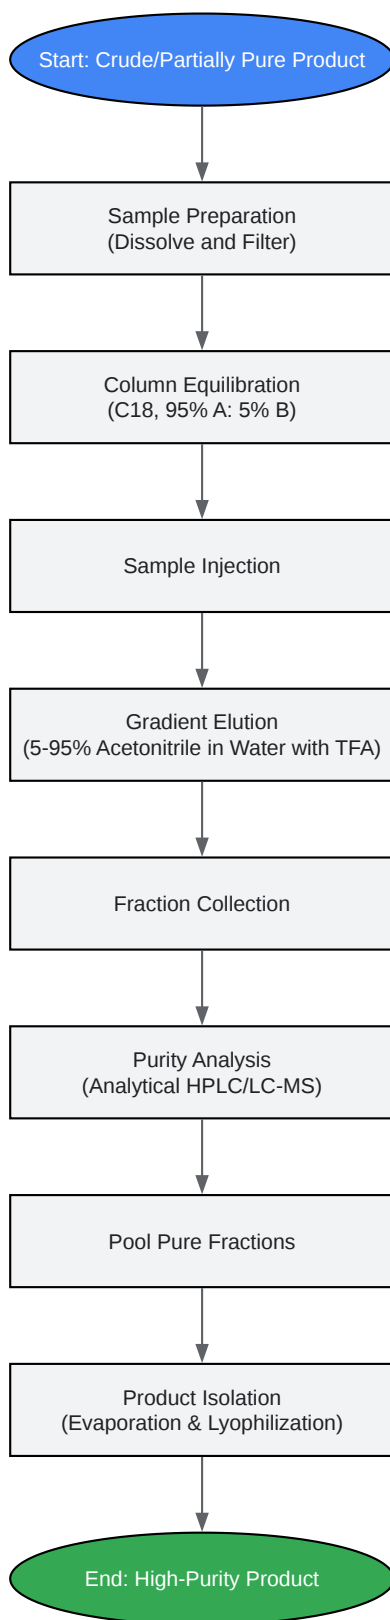 Start: Crude/Partially Pure Product
Sample Preparation
(Dissolve and Filter)
Column Equilibration
(C18, 95% A: 5% B)
Sample Injection
Gradient Elution
(5-95% Acetonitrile in Water with TFA)
Fraction Collection
Purity Analysis
(Analytical HPLC/LC-MS)
Pool Pure Fractions
Product Isolation
(Evaporation & Lyophilization)
End: High-Purity Product